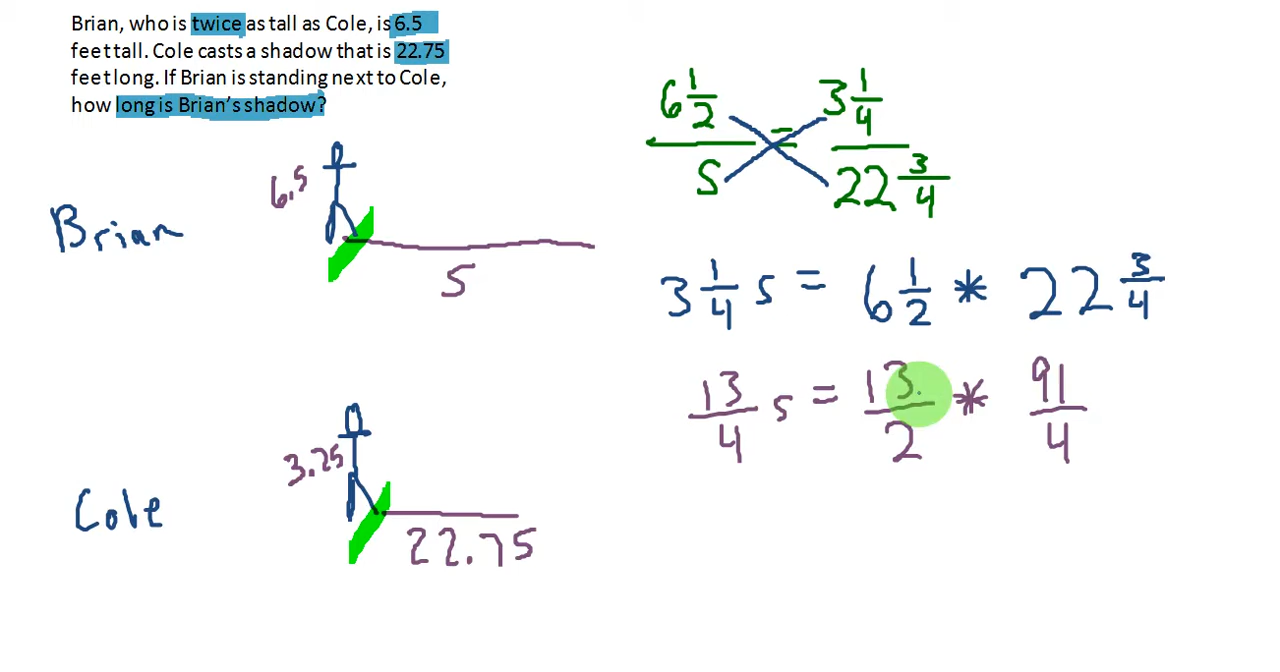 Brian, who is twice as tall as Cole, is 6.5
feet tall. Cole casts a shadow that is 22.75
feet long. If Brian is standing next to Cole,
how long is Brian's shadow?
6.5
Brian
S
3.25
Cole
22.75
6 1/2 / S = 3 1/4 / 22 3/4
3 1/4 s = 6 1/2 * 22 3/4
13/4 s = 13/2 * 91/4